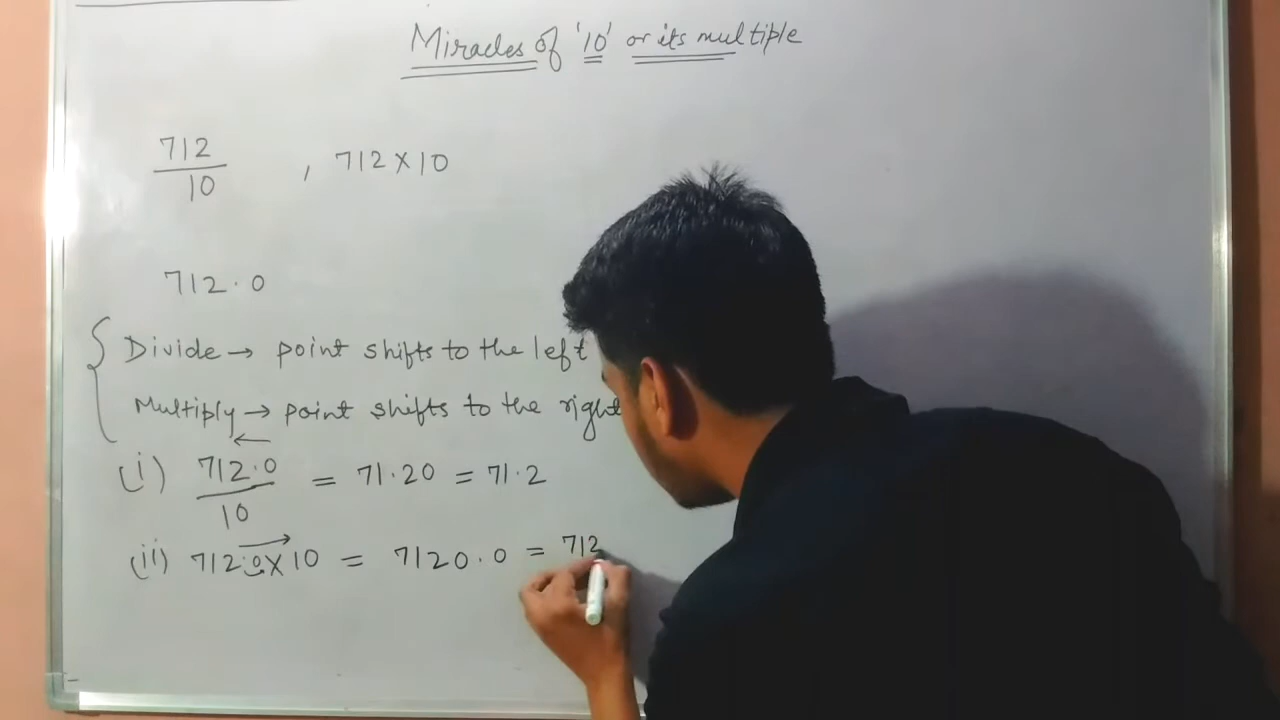 Miracles of '10' or its multiple
712/10 , 712 × 10
712.0
Divide → point shifts to the left
Multiply → point shifts to the right
(i) 712.0/10 = 71.20 = 71.2
(ii) 712.0 × 10 = 7120.0 = 712